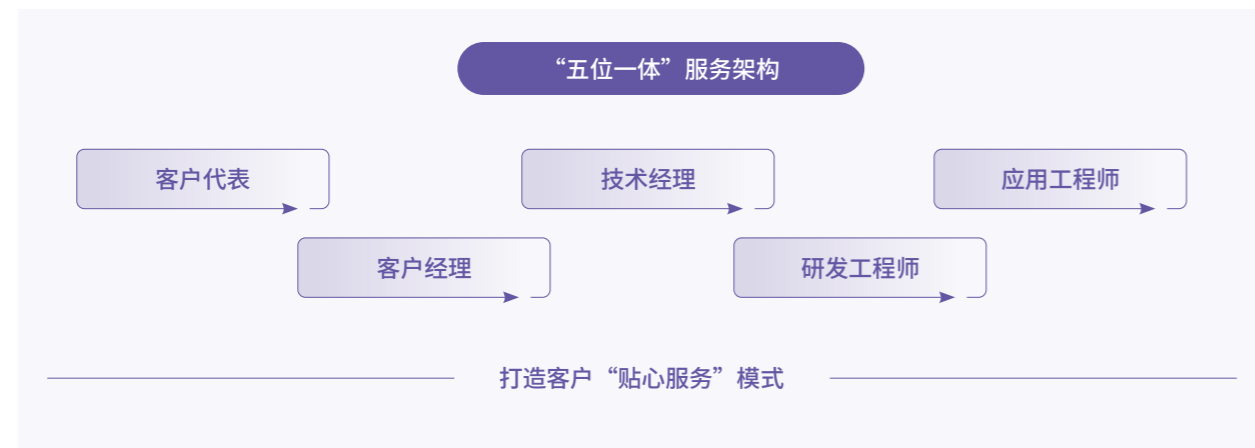 “五位一体”服务架构
客户代表
技术经理
应用工程师
客户经理
研发工程师
打造客户“贴心服务”模式